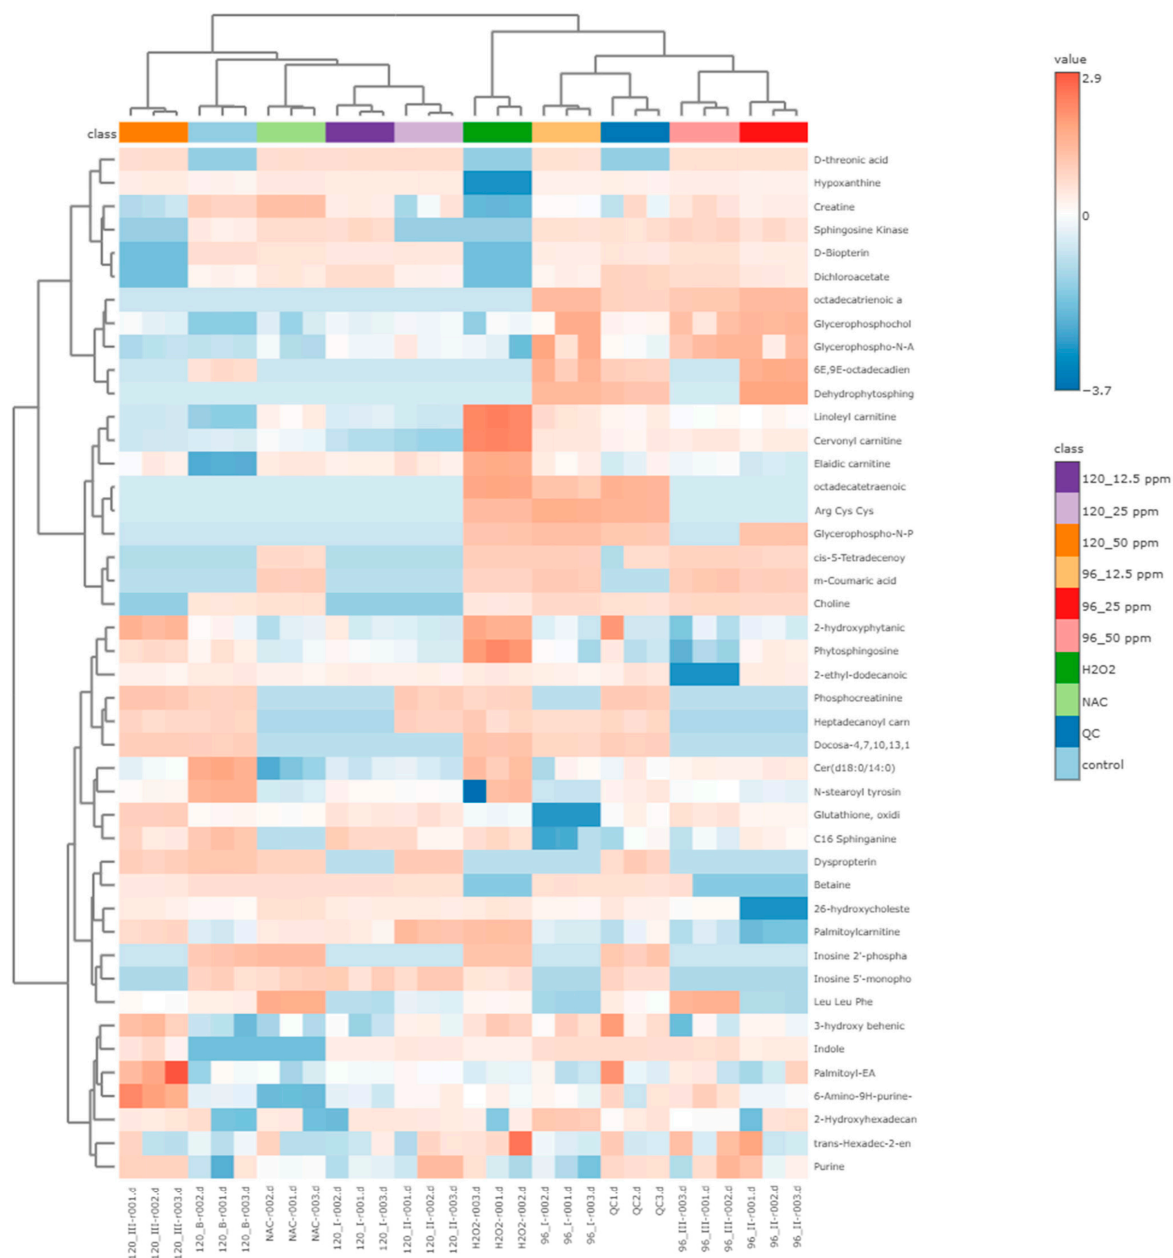 value
2.9
0
−3.7
class
class
120_12.5 ppm
120_25 ppm
120_50 ppm
96_12.5 ppm
96_25 ppm
96_50 ppm
H2O2
NAC
QC
control
D-threonic acid
Hypoxanthine
Creatine
Sphingosine Kinase
D-Biopterin
Dichloroacetate
octadecatrienoic a
Glycerophosphochol
Glycerophospho-N-A
6E,9E-octadecadien
Dehydrophytosphing
Linoleyl carnitine
Cervonyl carnitine
Elaidic carnitine
octadecatetraenoic
Arg Cys Cys
Glycerophospho-N-P
cis-5-Tetradecenoy
m-Coumaric acid
Choline
2-hydroxyphytanic
Phytosphingosine
2-ethyl-dodecanoic
Phosphocreatinine
Heptadecanoyl carn
Docosa-4,7,10,13,1
Cer(d18:0/14:0)
N-stearoyl tyrosin
Glutathione, oxidi
C16 Sphinganine
Dyspropterin
Betaine
26-hydroxycholeste
Palmitoylcarnitine
Inosine 2'-phospha
Inosine 5'-monopho
Leu Leu Phe
3-hydroxy behenic
Indole
Palmitoyl-EA
6-Amino-9H-purine-
2-Hydroxyhexadecan
trans-Hexadec-2-en
Purine
120_III-r001.d
120_III-r002.d
120_III-r003.d
120_B-r002.d
120_B-r001.d
120_B-r003.d
NAC-r002.d
NAC-r001.d
NAC-r003.d
120_I-r002.d
120_I-r001.d
120_I-r003.d
120_II-r001.d
120_II-r002.d
120_II-r003.d
H2O2-r003.d
H2O2-r001.d
H2O2-r002.d
96_I-r002.d
96_I-r001.d
96_I-r003.d
QC1.d
QC2.d
QC3.d
96_III-r003.d
96_III-r001.d
96_III-r002.d
96_II-r001.d
96_II-r002.d
96_II-r003.d